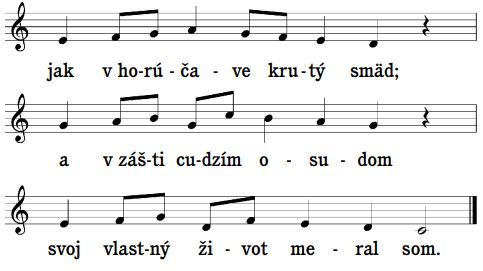 jak v ho-rú-ča-ve kru-tý smäd;
a v záš-ti cu-dzím o-su-dom
svoj vlast-ný ži-vot me-ral som.